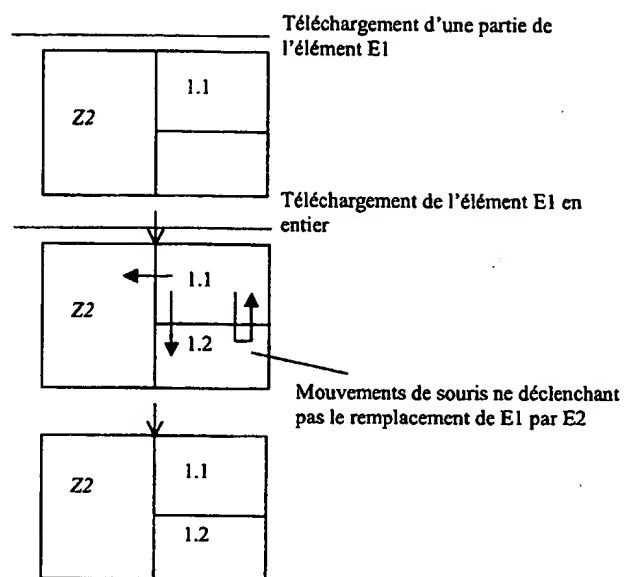 Téléchargement d'une partie de
l'élément E1
1.1
Z2
Téléchargement de l'élément E1 en
entier
1.1
Z2
1.2
Mouvements de souris ne déclenchant
pas le remplacement de E1 par E2
1.1
Z2
1.2